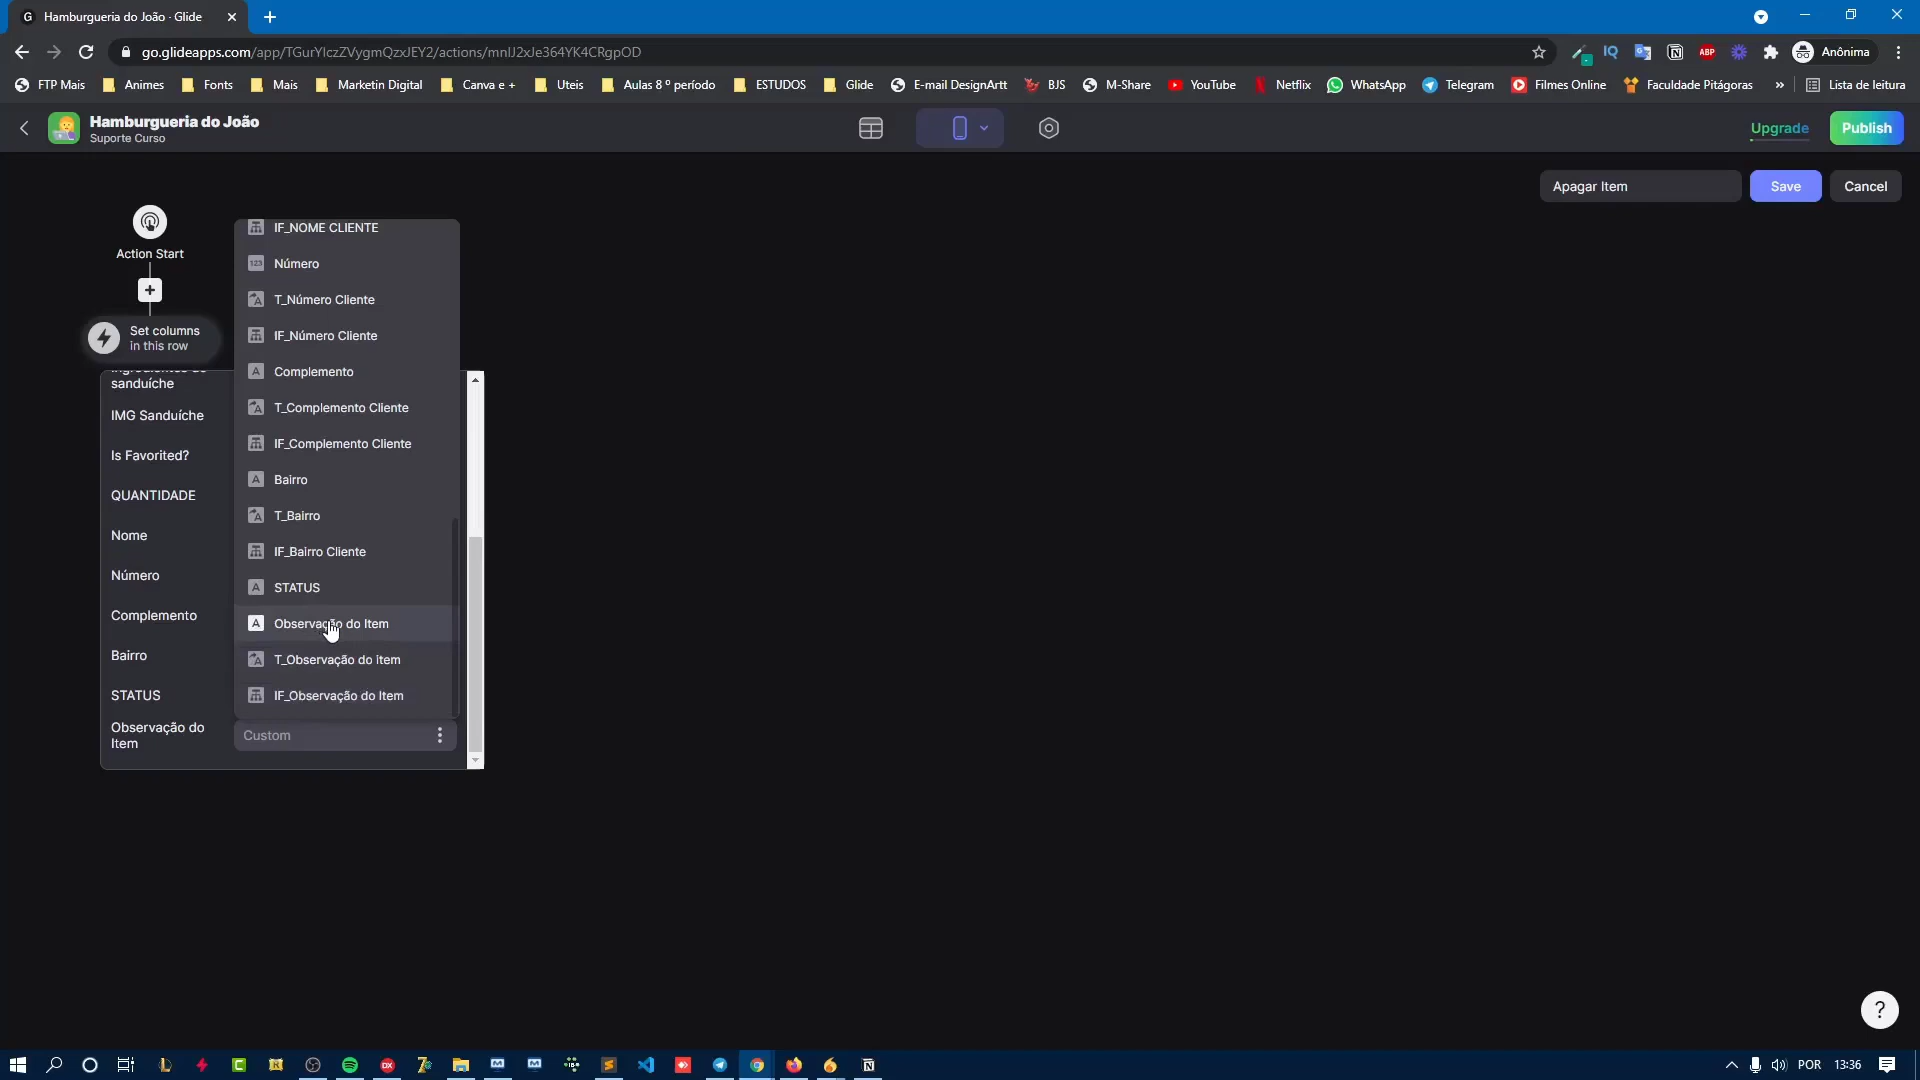 Hamburgueria do João · Glide
go.glideapps.com/app/TGurYlczZVygmQzxJEY2/actions/mnlJ2xJe364YK4CRgpOD
Anônima
FTP Mais
Animes
Fonts
Mais
Marketin Digital
Canva e +
Uteis
Aulas 8 º período
ESTUDOS
Glide
E-mail DesignArtt
BJS
M-Share
YouTube
Netflix
WhatsApp
Telegram
Filmes Online
Faculdade Pitágoras
»
Lista de leitura
Hamburgueria do João
Suporte Curso
Upgrade
Publish
Apagar Item
Save
Cancel
Action Start
Set columns
in this row
IF_NOME CLIENTE
Número
T_Número Cliente
IF_Número Cliente
Complemento
T_Complemento Cliente
IF_Complemento Cliente
Bairro
T_Bairro
IF_Bairro Cliente
STATUS
Observação do Item
T_Observação do item
IF_Observação do Item
sanduíche
IMG Sanduíche
Is Favorited?
QUANTIDADE
Nome
Número
Complemento
Bairro
STATUS
Observação do
Item
Custom
?
POR
13:36